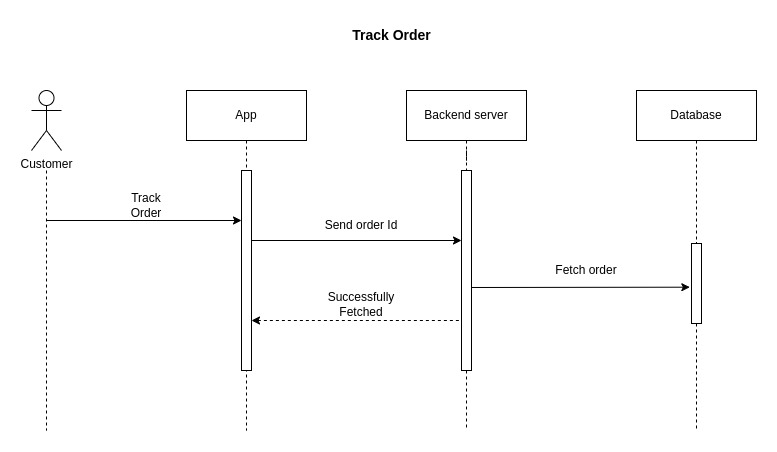 Track Order
App
Backend server
Database
Customer
Track
Order
Send order Id
Fetch order
Successfully
Fetched